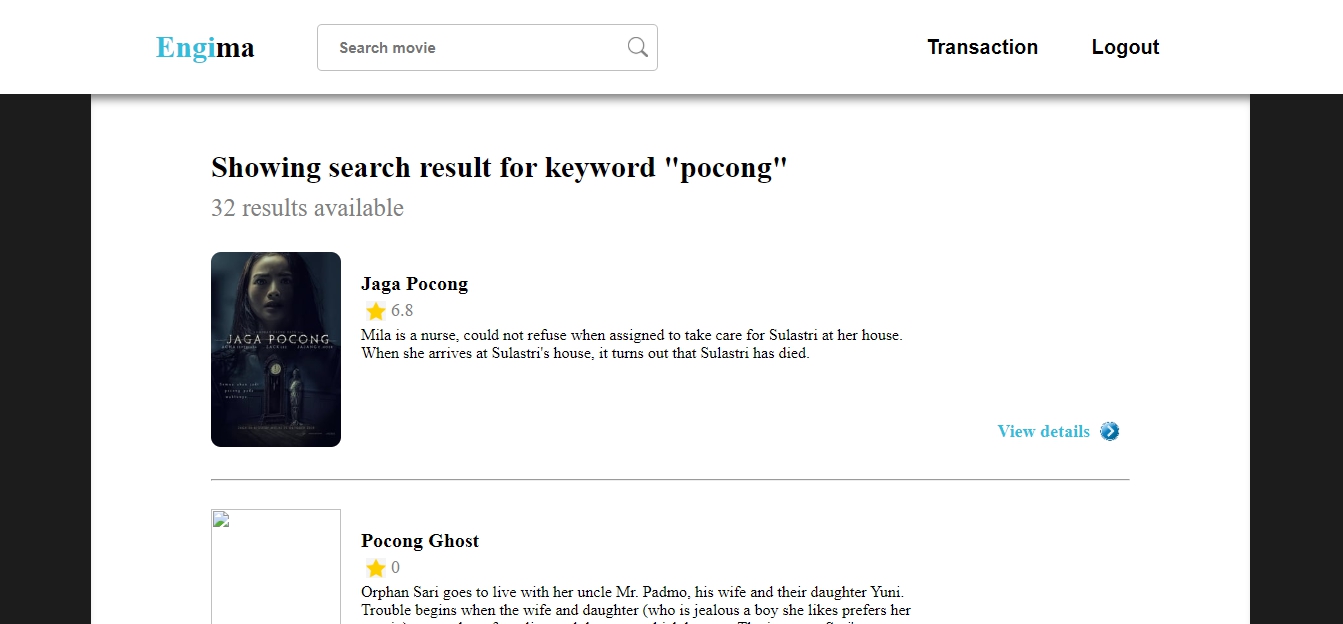 Engima
Search movie
Transaction
Logout
Showing search result for keyword "pocong"
32 results available
JAGA POCONG
Jaga Pocong
6.8
Mila is a nurse, could not refuse when assigned to take care for Sulastri at her house.
When she arrives at Sulastri's house, it turns out that Sulastri has died.
View details
Pocong Ghost
0
Orphan Sari goes to live with her uncle Mr. Padmo, his wife and their daughter Yuni.
Trouble begins when the wife and daughter (who is jealous a boy she likes prefers her